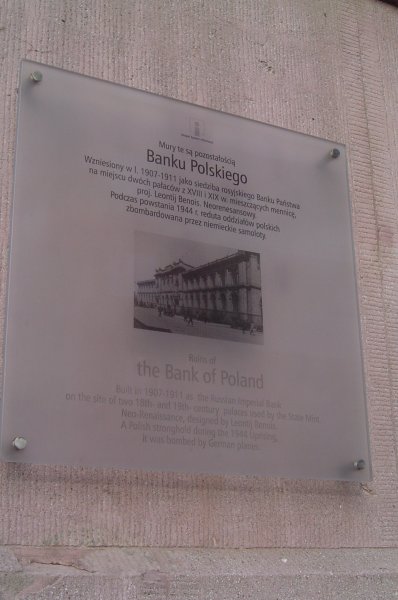 Mury te są pozostałością
Banku Polskiego
Wzniesiony w l. 1907-1911 jako siedziba rosyjskiego Banku Państwa
na miejscu dwóch pałaców z XVIII i XIX w. mieszczących mennicę,
proj. Leontij Benois. Neorenesansowy.
Podczas powstania 1944 r. reduta oddziałów polskich
zbombardowana przez niemieckie samoloty.
Ruins of
the Bank of Poland
Built in 1907-1911 as the Russian Imperial Bank
on the site of two 18th- and 19th-century palaces used by the State Mint.
Neo-Renaissance, designed by Leontij Benois.
A Polish stronghold during the 1944 Uprising,
it was bombed by German planes.